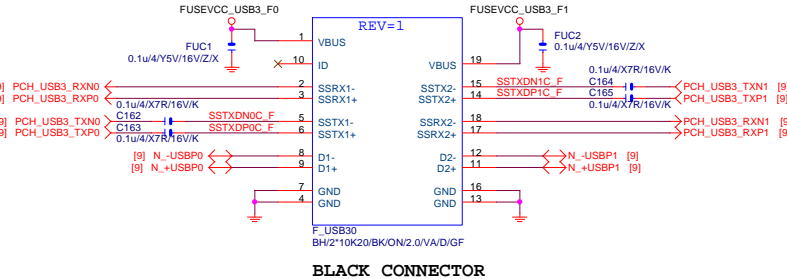 FUSEVCC_USB3_F0
FUSEVCC_USB3_F1
REV=1
FUC1
0.1u/4/Y5V/16V/Z/X
FUC2
0.1u/4/Y5V/16V/Z/X
1 VBUS
10 ID
VBUS 19
2 SSRX1-
3 SSRX1+
5 SSTX1-
6 SSTX1+
8 D1-
9 D1+
7 GND
4 GND
SSTX2- 15
SSTX2+ 14
SSRX2- 18
SSRX2+ 17
D2- 12
D2+ 11
GND 16
GND 13
9] PCH_USB3_RXN0
9] PCH_USB3_RXP0
0.1u/4/X7R/16V/K
9] PCH_USB3_TXN0 C162 SSTXDN0C_F
9] PCH_USB3_TXP0 C163 SSTXDP0C_F
0.1u/4/X7R/16V/K
[9] N_-USBP0
[9] N_+USBP0
0.1u/4/X7R/16V/K
SSTXDN1C_F C164 PCH_USB3_TXN1 [9]
SSTXDP1C_F C165 PCH_USB3_TXP1 [9]
0.1u/4/X7R/16V/K
PCH_USB3_RXN1 [9]
PCH_USB3_RXP1 [9]
N_-USBP1 [9]
N_+USBP1 [9]
F_USB30
BH/2*10K20/BK/ON/2.0/VA/D/GF
BLACK CONNECTOR